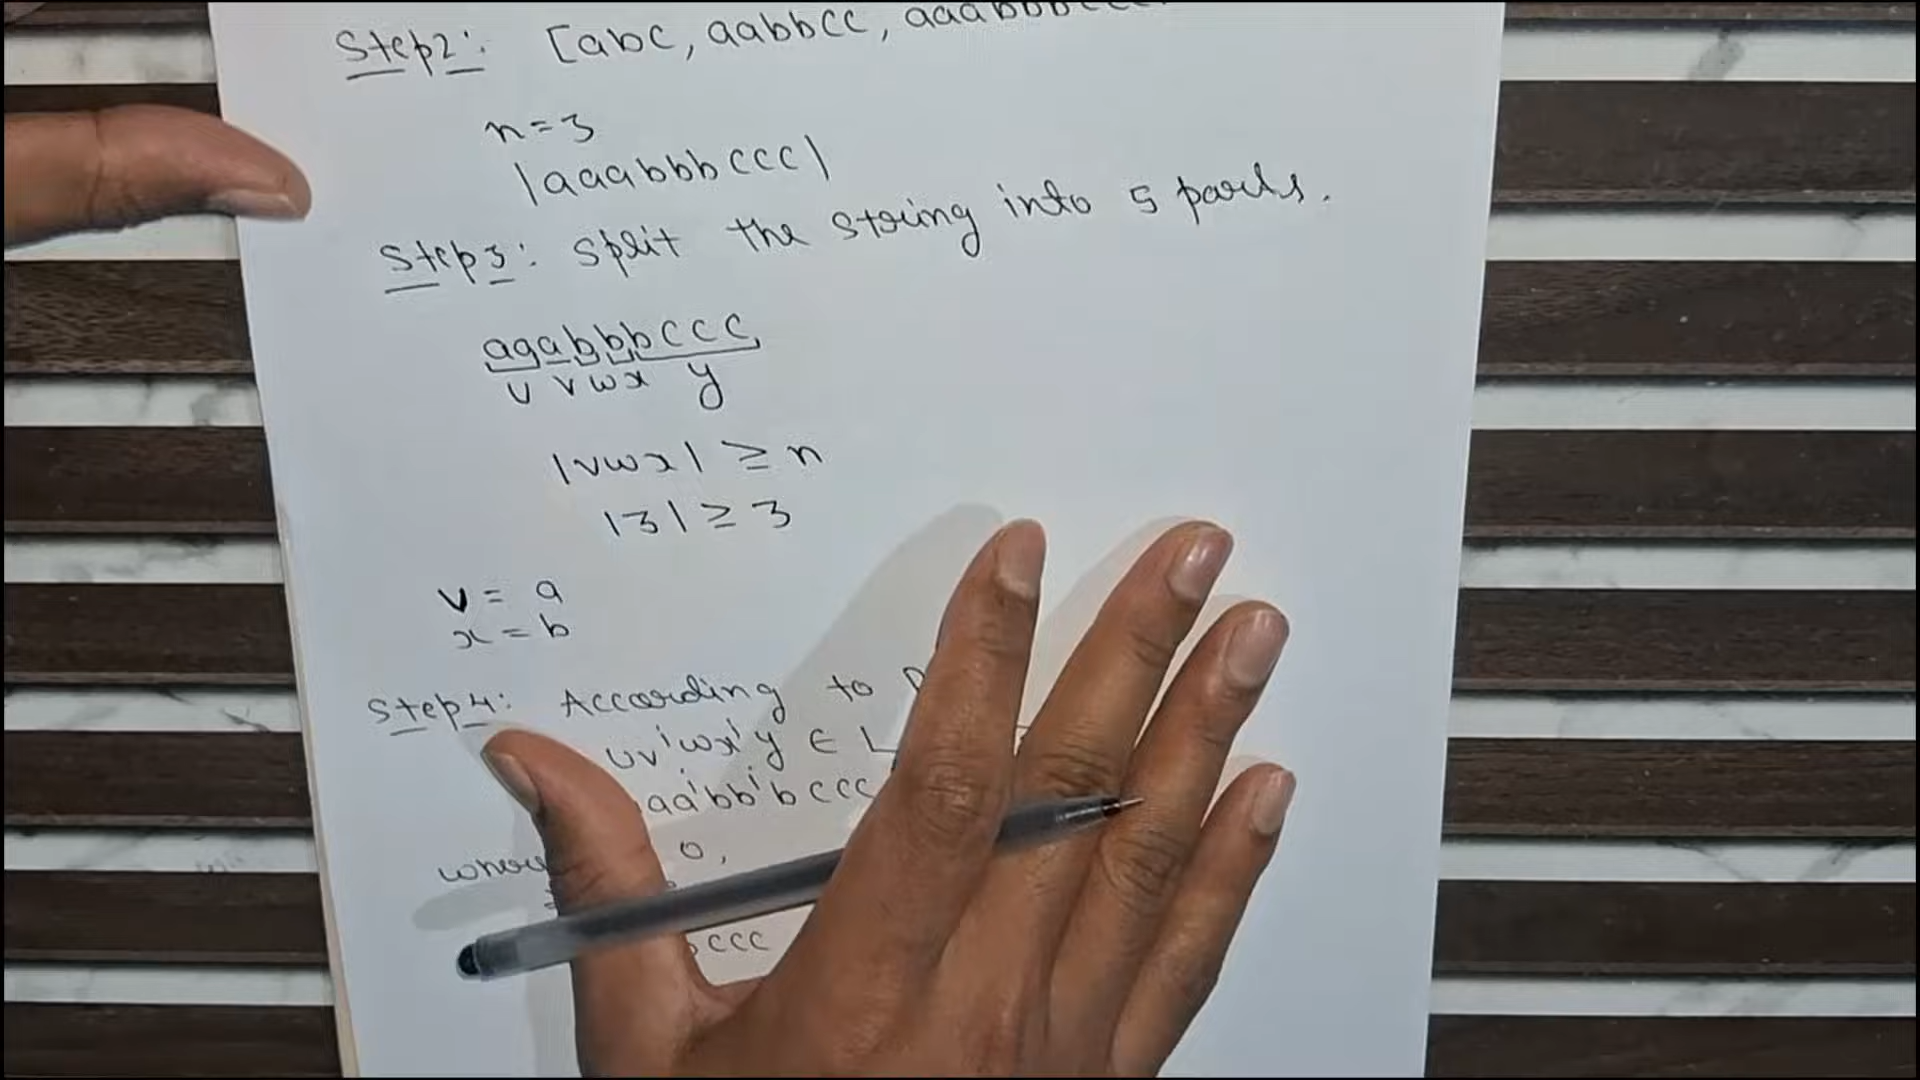 Step2: [abc, aabbcc,
n=3
|aaabbbccc|
Step3: Split the string into 5 parts.
aaabbbccc
u v w x y
|vwx| ≥ n
|3| ≥ 3
v = a
x = b
Step4: According to
uvⁱwxⁱy ∈ L
aaⁱbbⁱbccc
0,
ccc